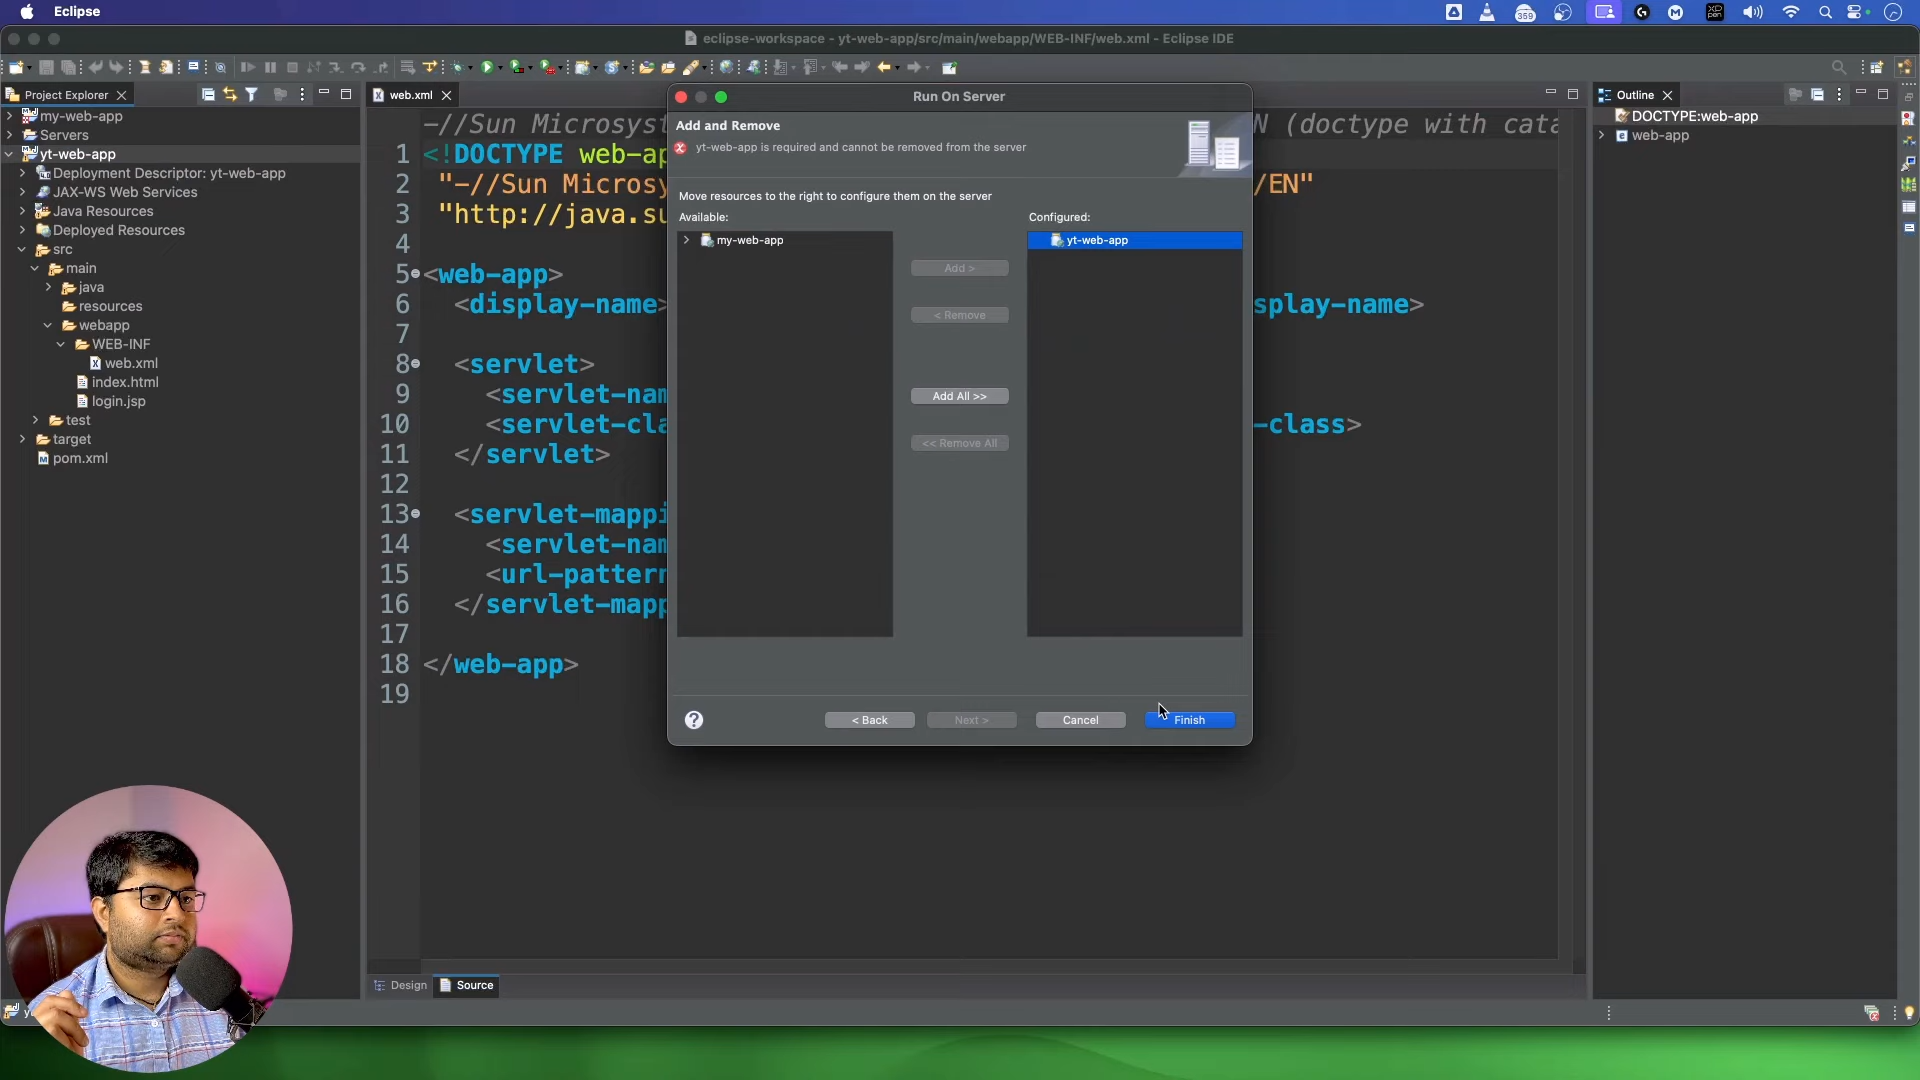 Eclipse
359
XD
pen
eclipse-workspace - yt-web-app/src/main/webapp/WEB-INF/web.xml - Eclipse IDE
Project Explorer
my-web-app
Servers
yt-web-app
Deployment Descriptor: yt-web-app
JAX-WS Web Services
Java Resources
Deployed Resources
src
main
java
resources
webapp
WEB-INF
web.xml
index.html
login.jsp
test
target
pom.xml
web.xml
-//Sun Microsyst
N (doctype with cata
1 <!DOCTYPE web-ap
2 "-//Sun Microsy
/EN"
3 "http://java.su
4
5 <web-app>
6 <display-name>
splay-name>
7
8 <servlet>
9 <servlet-nam
10 <servlet-cla
-class>
11 </servlet>
12
13 <servlet-mappi
14 <servlet-nam
15 <url-pattern
16 </servlet-mapp
17
18 </web-app>
19
Design
Source
Run On Server
Add and Remove
yt-web-app is required and cannot be removed from the server
Move resources to the right to configure them on the server
Available:
Configured:
my-web-app
yt-web-app
Add >
< Remove
Add All >>
<< Remove All
?
< Back
Next >
Cancel
Finish
Outline
DOCTYPE:web-app
web-app